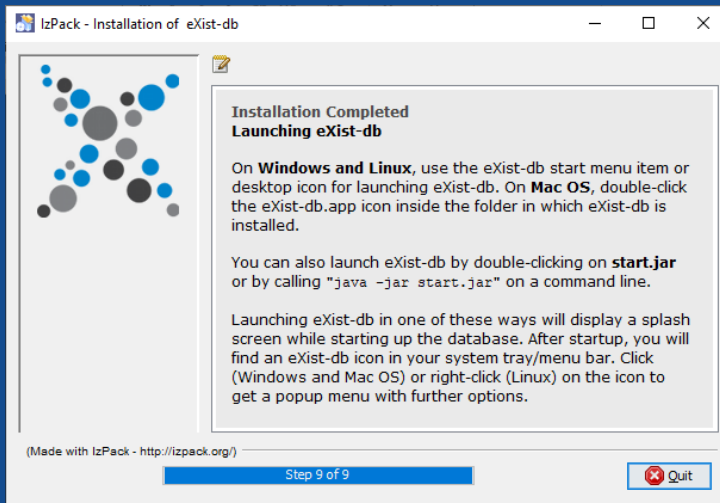 IzPack - Installation of  eXist-db
Installation Completed
Launching eXist-db
On Windows and Linux, use the eXist-db start menu item or
desktop icon for launching eXist-db. On Mac OS, double-click
the eXist-db.app icon inside the folder in which eXist-db is
installed.
You can also launch eXist-db by double-clicking on start.jar
or by calling "java -jar start.jar" on a command line.
Launching eXist-db in one of these ways will display a splash
screen while starting up the database. After startup, you will
find an eXist-db icon in your system tray/menu bar. Click
(Windows and Mac OS) or right-click (Linux) on the icon to
get a popup menu with further options.
(Made with IzPack - http://izpack.org/)
Step 9 of 9
Quit